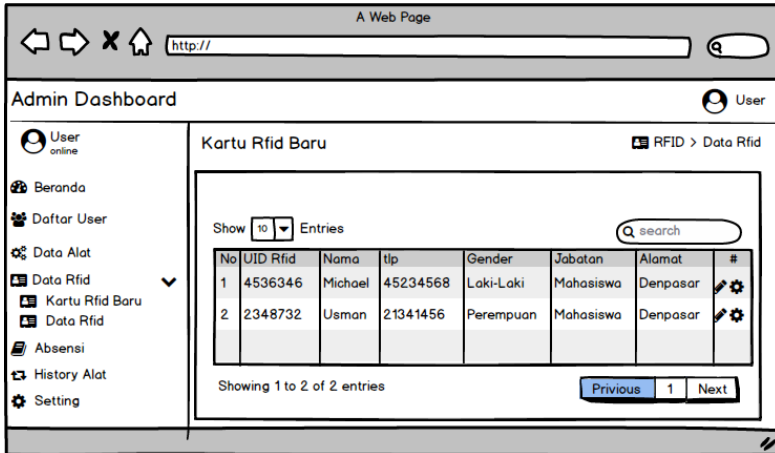 A Web Page
http://
Admin Dashboard
User
User
online
Beranda
Daftar User
Data Alat
Data Rfid
Kartu Rfid Baru
Data Rfid
Absensi
History Alat
Setting
Kartu Rfid Baru
RFID > Data Rfid
Show 10 Entries
search
No UID Rfid Nama tlp Gender Jabatan Alamat #
1 4536346 Michael 45234568 Laki-Laki Mahasiswa Denpasar
2 2348732 Usman 21341456 Perempuan Mahasiswa Denpasar
Showing 1 to 2 of 2 entries
Privious 1 Next